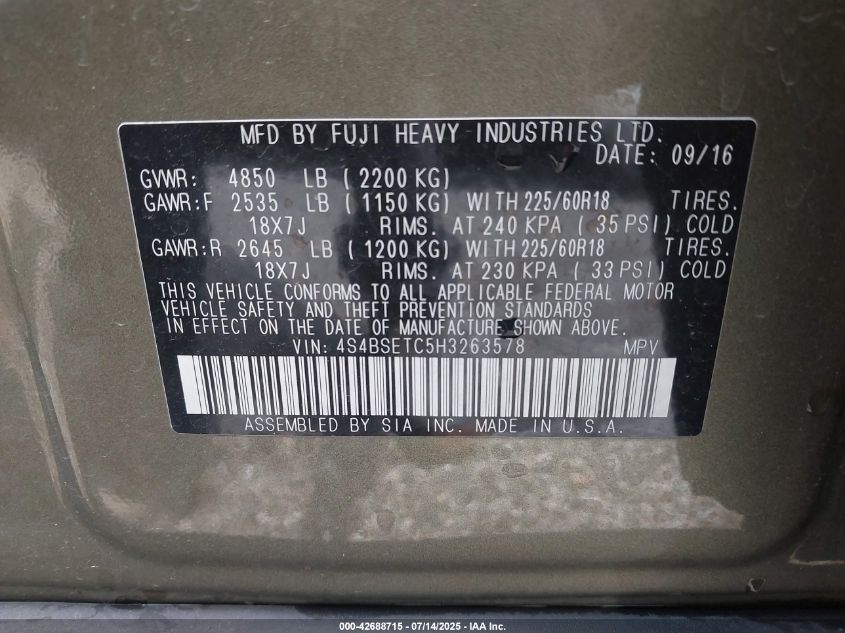 MFD BY FUJI HEAVY INDUSTRIES LTD.
DATE: 09/16
GVWR: 4850 LB (2200 KG)
GAWR:F 2535 LB (1150 KG) WITH 225/60R18 TIRES.
18X7J RIMS. AT 240 KPA (35 PSI) COLD
GAWR:R 2645 LB (1200 KG) WITH 225/60R18 TIRES.
18X7J RIMS. AT 230 KPA (33 PSI) COLD
THIS VEHICLE CONFORMS TO ALL APPLICABLE FEDERAL MOTOR
VEHICLE SAFETY AND THEFT PREVENTION STANDARDS
IN EFFECT ON THE DATE OF MANUFACTURE SHOWN ABOVE.
VIN: 4S4BSETC5H3263578 MPV
ASSEMBLED BY SIA INC. MADE IN U.S.A.
000-42688715 - 07/14/2025 - IAA Inc.